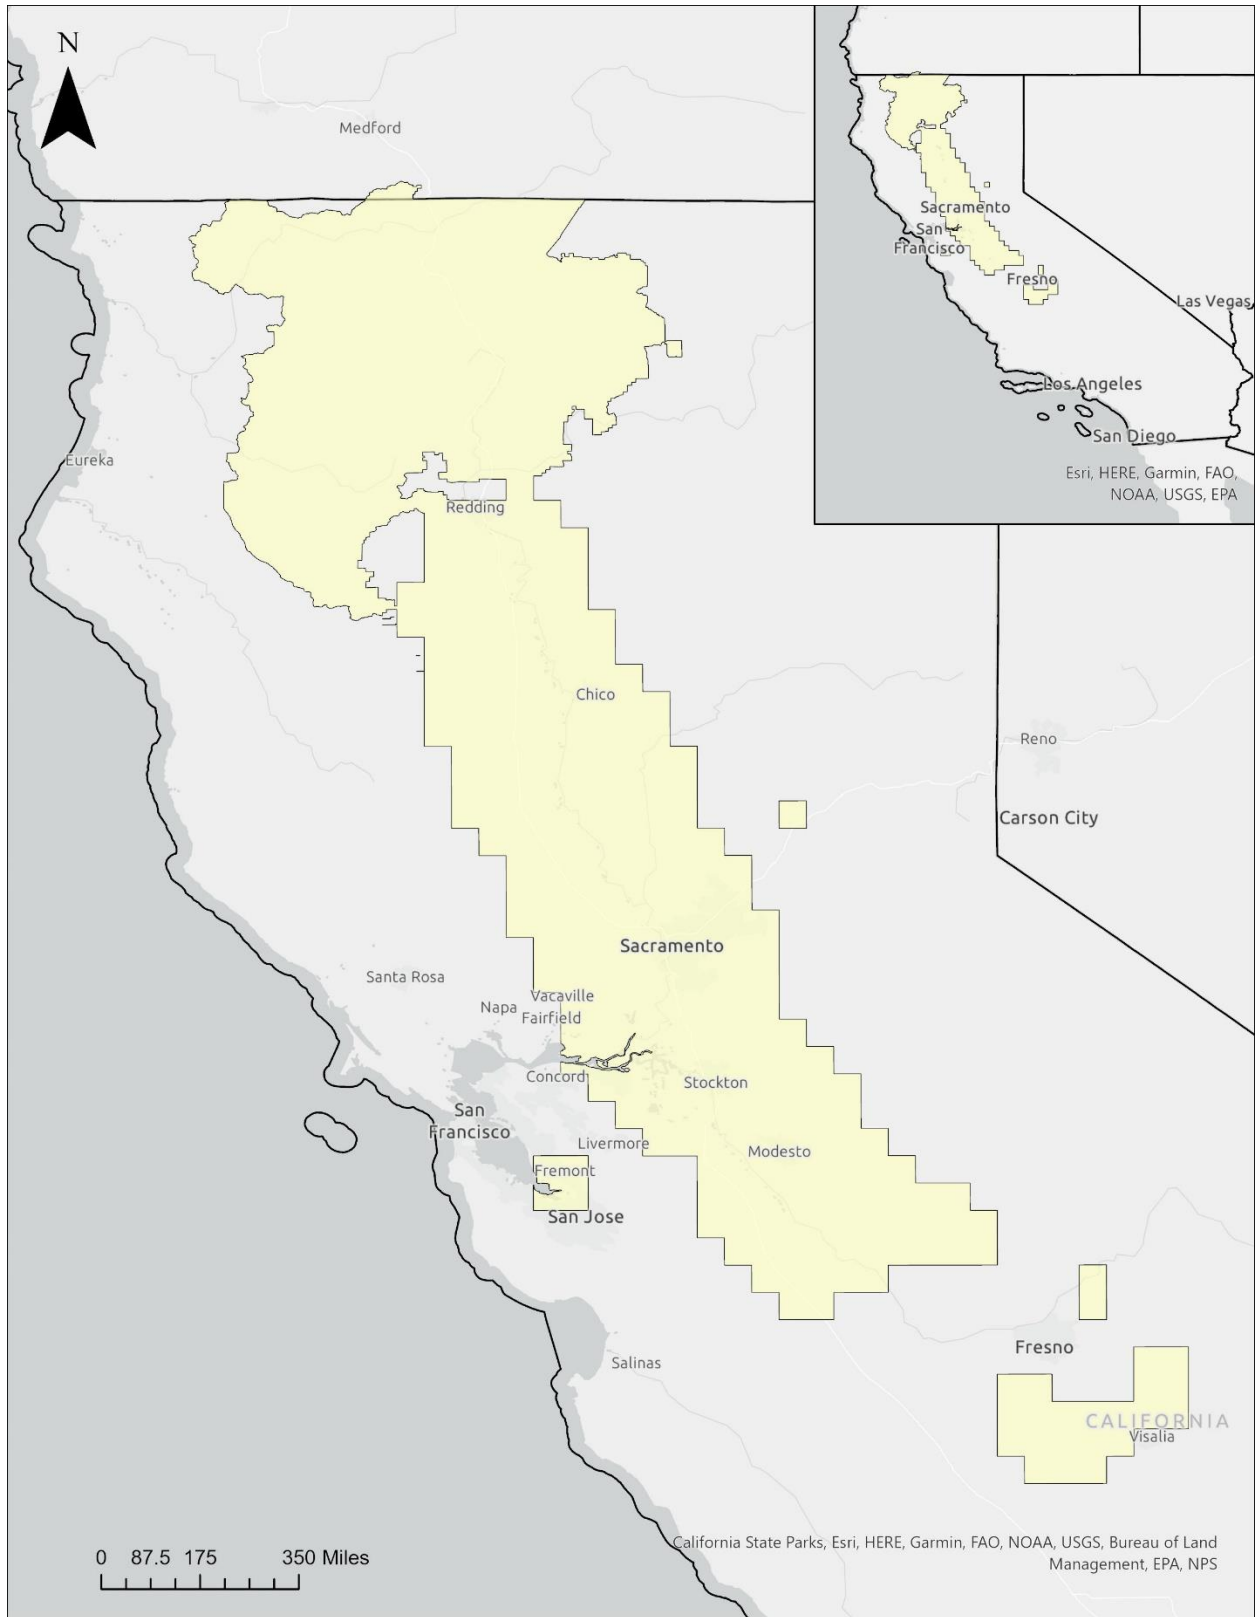 N
Medford
Sacramento
San
Francisco
Fresno
Las Vegas
Los Angeles
San Diego
Esri, HERE, Garmin, FAO,
NOAA, USGS, EPA
Eureka
Redding
Chico
Reno
Carson City
Sacramento
Santa Rosa
Vacaville
Napa
Fairfield
Concord
Stockton
San
Francisco
Livermore
Modesto
Fremont
San Jose
Fresno
Salinas
CALIFORNIA
Visalia
California State Parks, Esri, HERE, Garmin, FAO, NOAA, USGS, Bureau of Land
Management, EPA, NPS
0 87.5 175 350 Miles